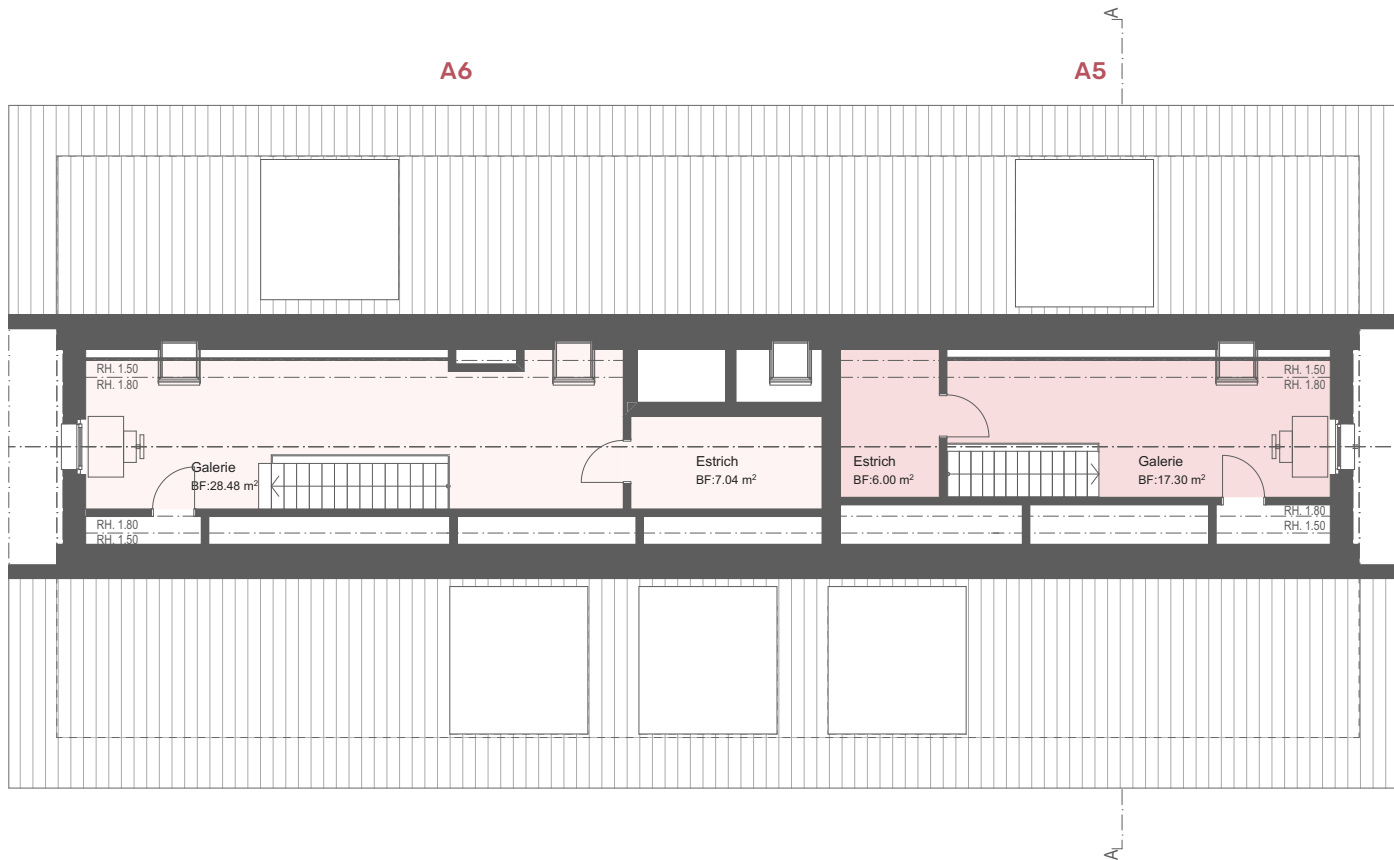 A
A6
A5
RH. 1.50
RH. 1.80
RH. 1.50
RH. 1.80
Galerie
BF:28.48 m²
Estrich
BF:7.04 m²
Estrich
BF:6.00 m²
Galerie
BF:17.30 m²
RH. 1.80
RH. 1.50
RH. 1.80
RH. 1.50
A